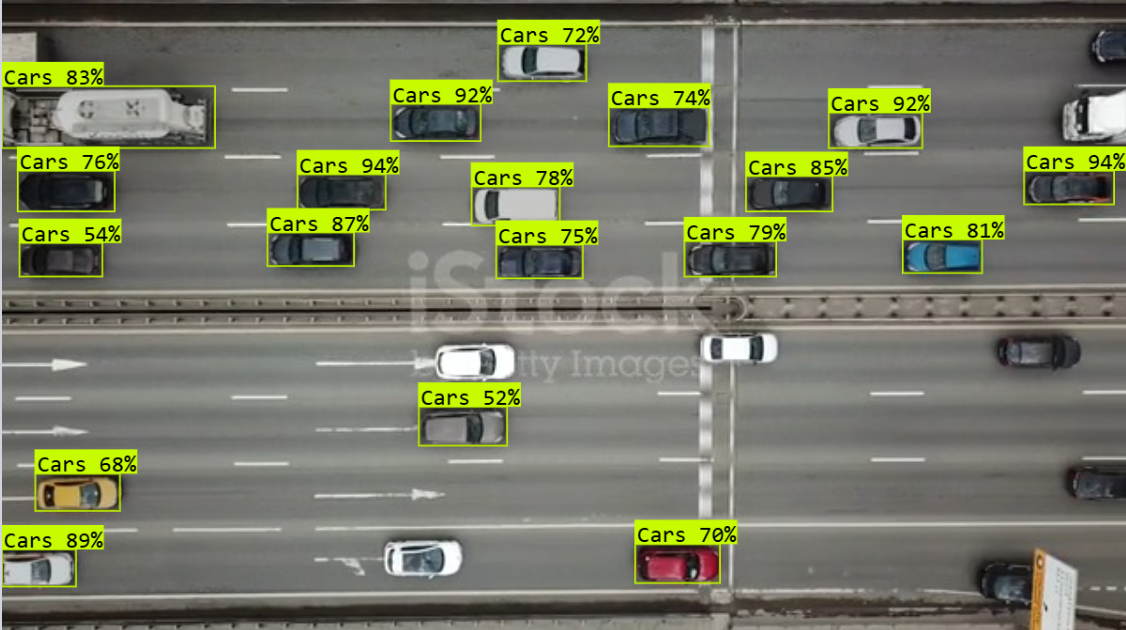 Cars 72%
Cars 83%
Cars 92%
Cars 74%
Cars 92%
Cars 76%
Cars 94%
Cars 78%
Cars 85%
Cars 94%
Cars 54%
Cars 87%
Cars 75%
Cars 79%
Cars 81%
iStock
Getty Images
Cars 52%
Cars 68%
Cars 89%
Cars 70%